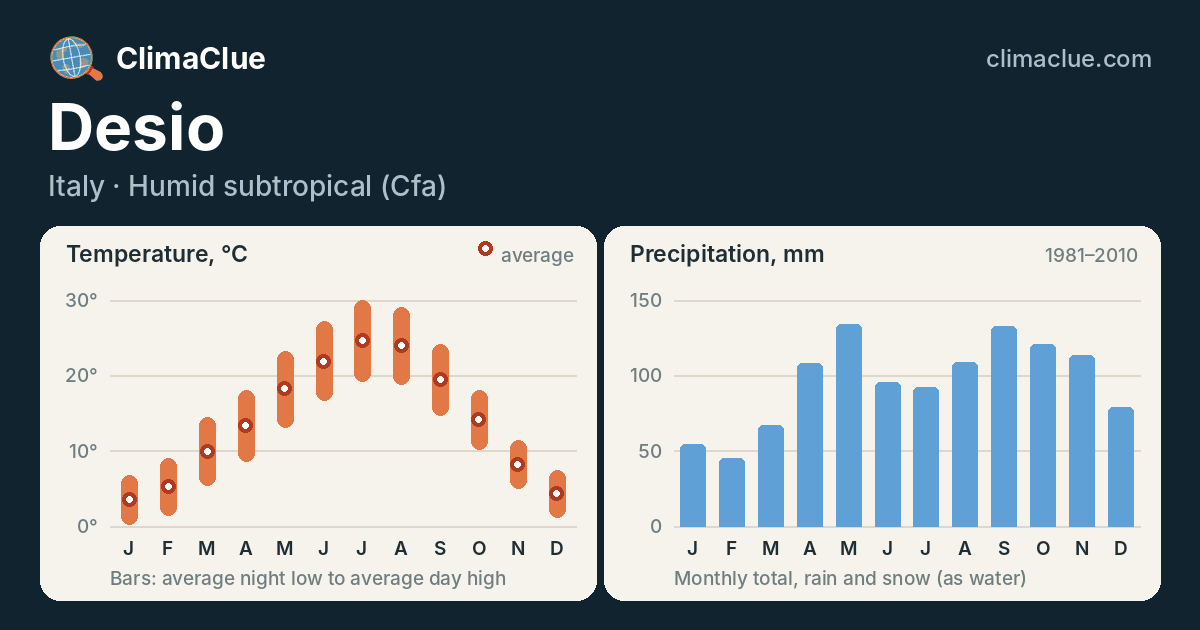 ClimaClue
climaclue.com
Desio
Italy · Humid subtropical (Cfa)
Temperature, °C
average
30°
20°
10°
0°
J F M A M J J A S O N D
Bars: average night low to average day high
Precipitation, mm
1981–2010
150
100
50
0
J F M A M J J A S O N D
Monthly total, rain and snow (as water)